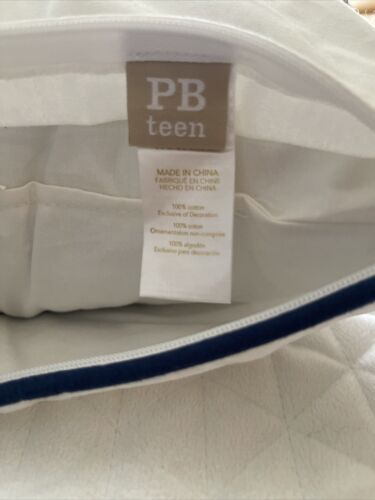 PB
teen
MADE IN CHINA
FABRIQUÉ EN CHINE
HECHO EN CHINA
100% cotton
Exclusive of Decoration
100% coton
Ornementation non-comprise
100% algodón
Exclusivo para decoración